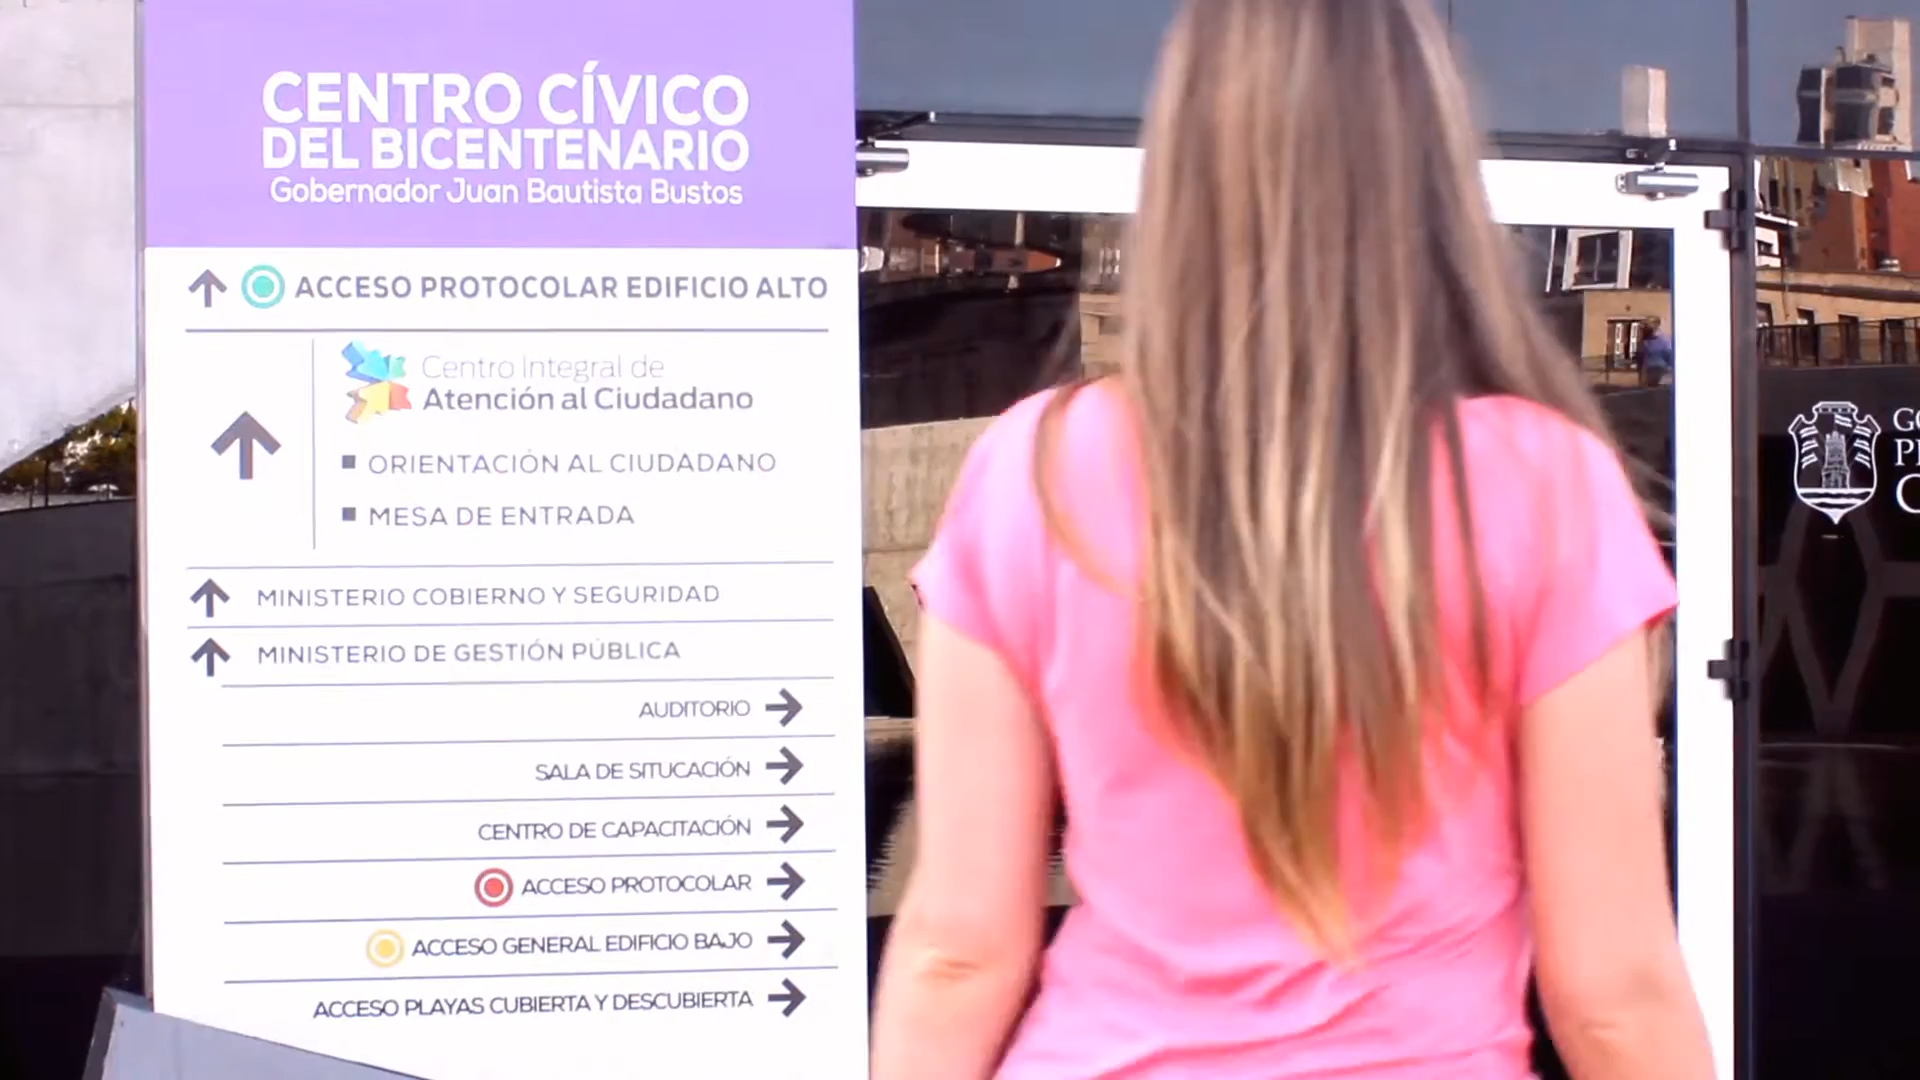 CENTRO CÍVICO
DEL BICENTENARIO
Gobernador Juan Bautista Bustos
ACCESO PROTOCOLAR EDIFICIO ALTO
Centro Integral de
Atención al Ciudadano
ORIENTACIÓN AL CIUDADANO
MESA DE ENTRADA
MINISTERIO COBIERNO Y SEGURIDAD
MINISTERIO DE GESTIÓN PÚBLICA
AUDITORIO
SALA DE SITUCACIÓN
CENTRO DE CAPACITACIÓN
ACCESO PROTOCOLAR
ACCESO GENERAL EDIFICIO BAJO
ACCESO PLAYAS CUBIERTA Y DESCUBIERTA